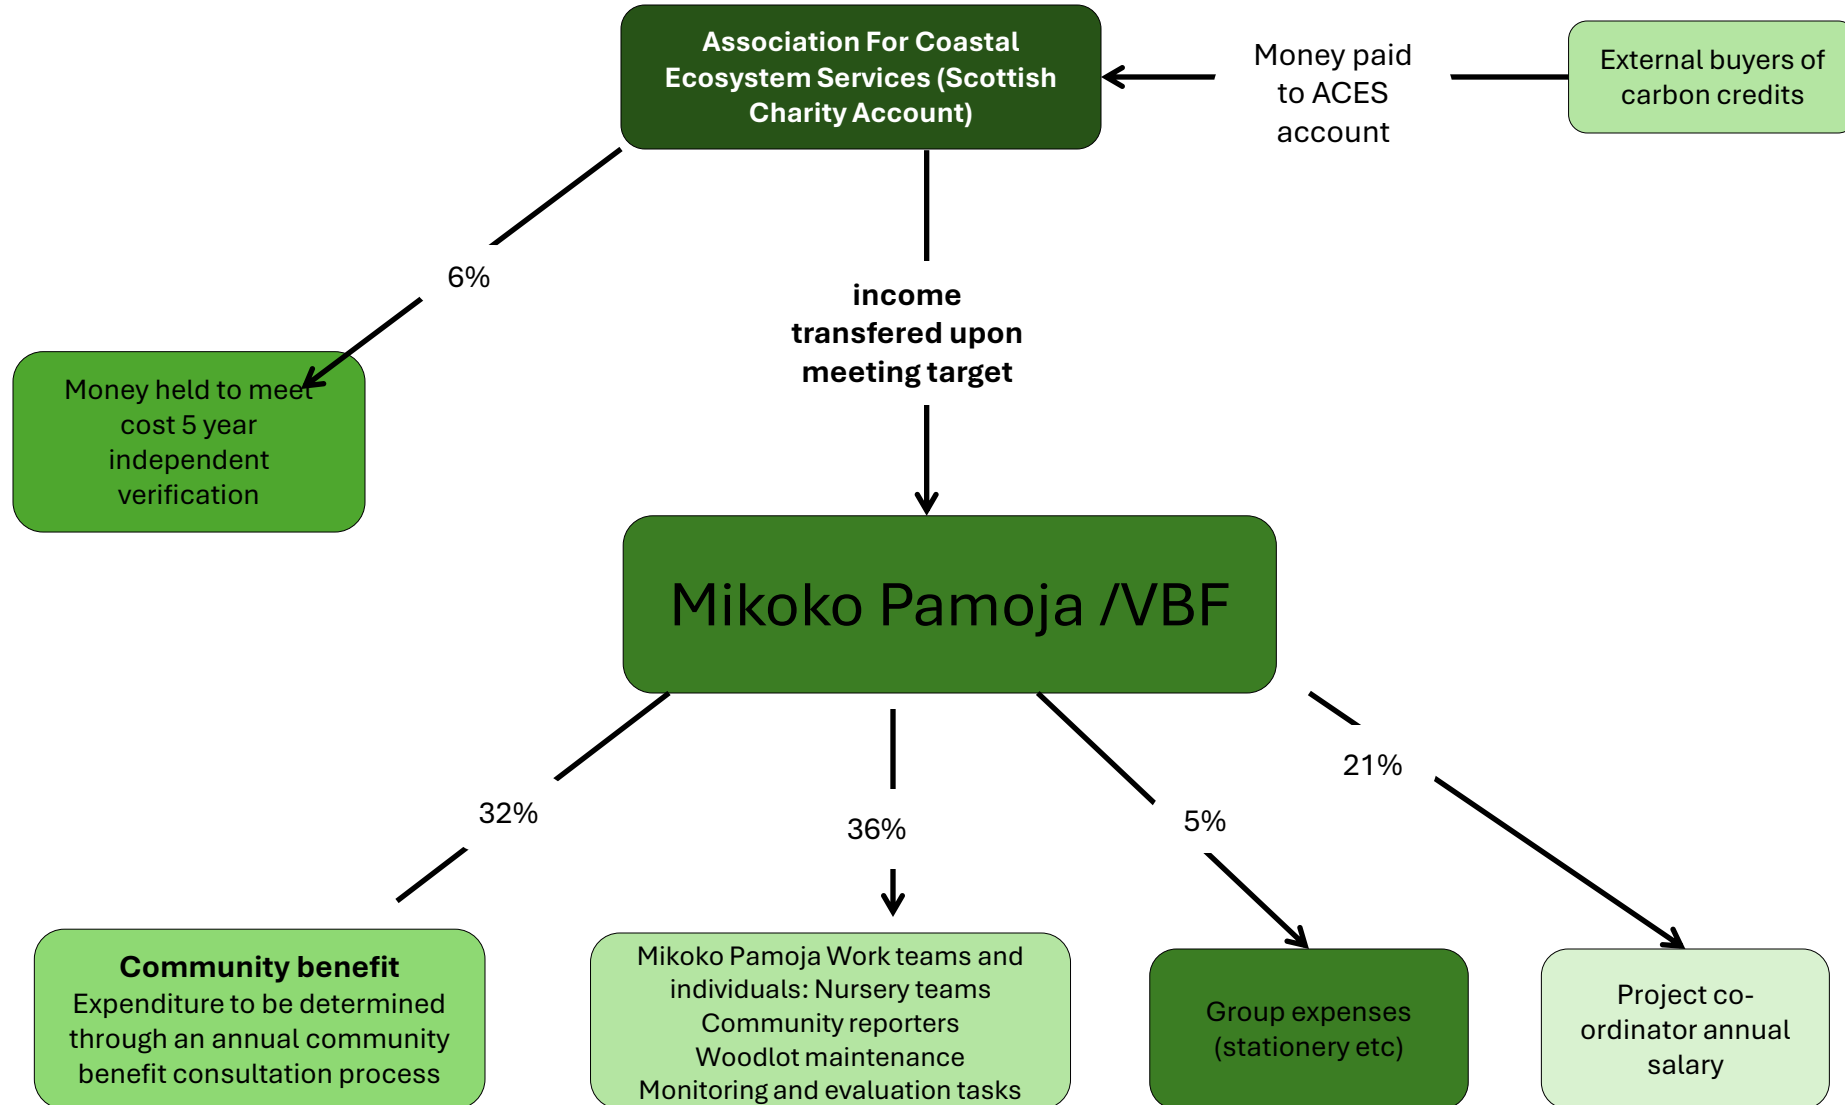 Association For Coastal
Ecosystem Services (Scottish
Charity Account)
Money paid
to ACES
account
External buyers of
carbon credits
6%
income
transfered upon
meeting target
Money held to meet
cost 5 year
independent
verification
Mikoko Pamoja /VBF
32%
36%
5%
21%
Community benefit
Expenditure to be determined
through an annual community
benefit consultation process
Mikoko Pamoja Work teams and
individuals: Nursery teams
Community reporters
Woodlot maintenance
Monitoring and evaluation tasks
Group expenses
(stationery etc)
Project co-
ordinator annual
salary